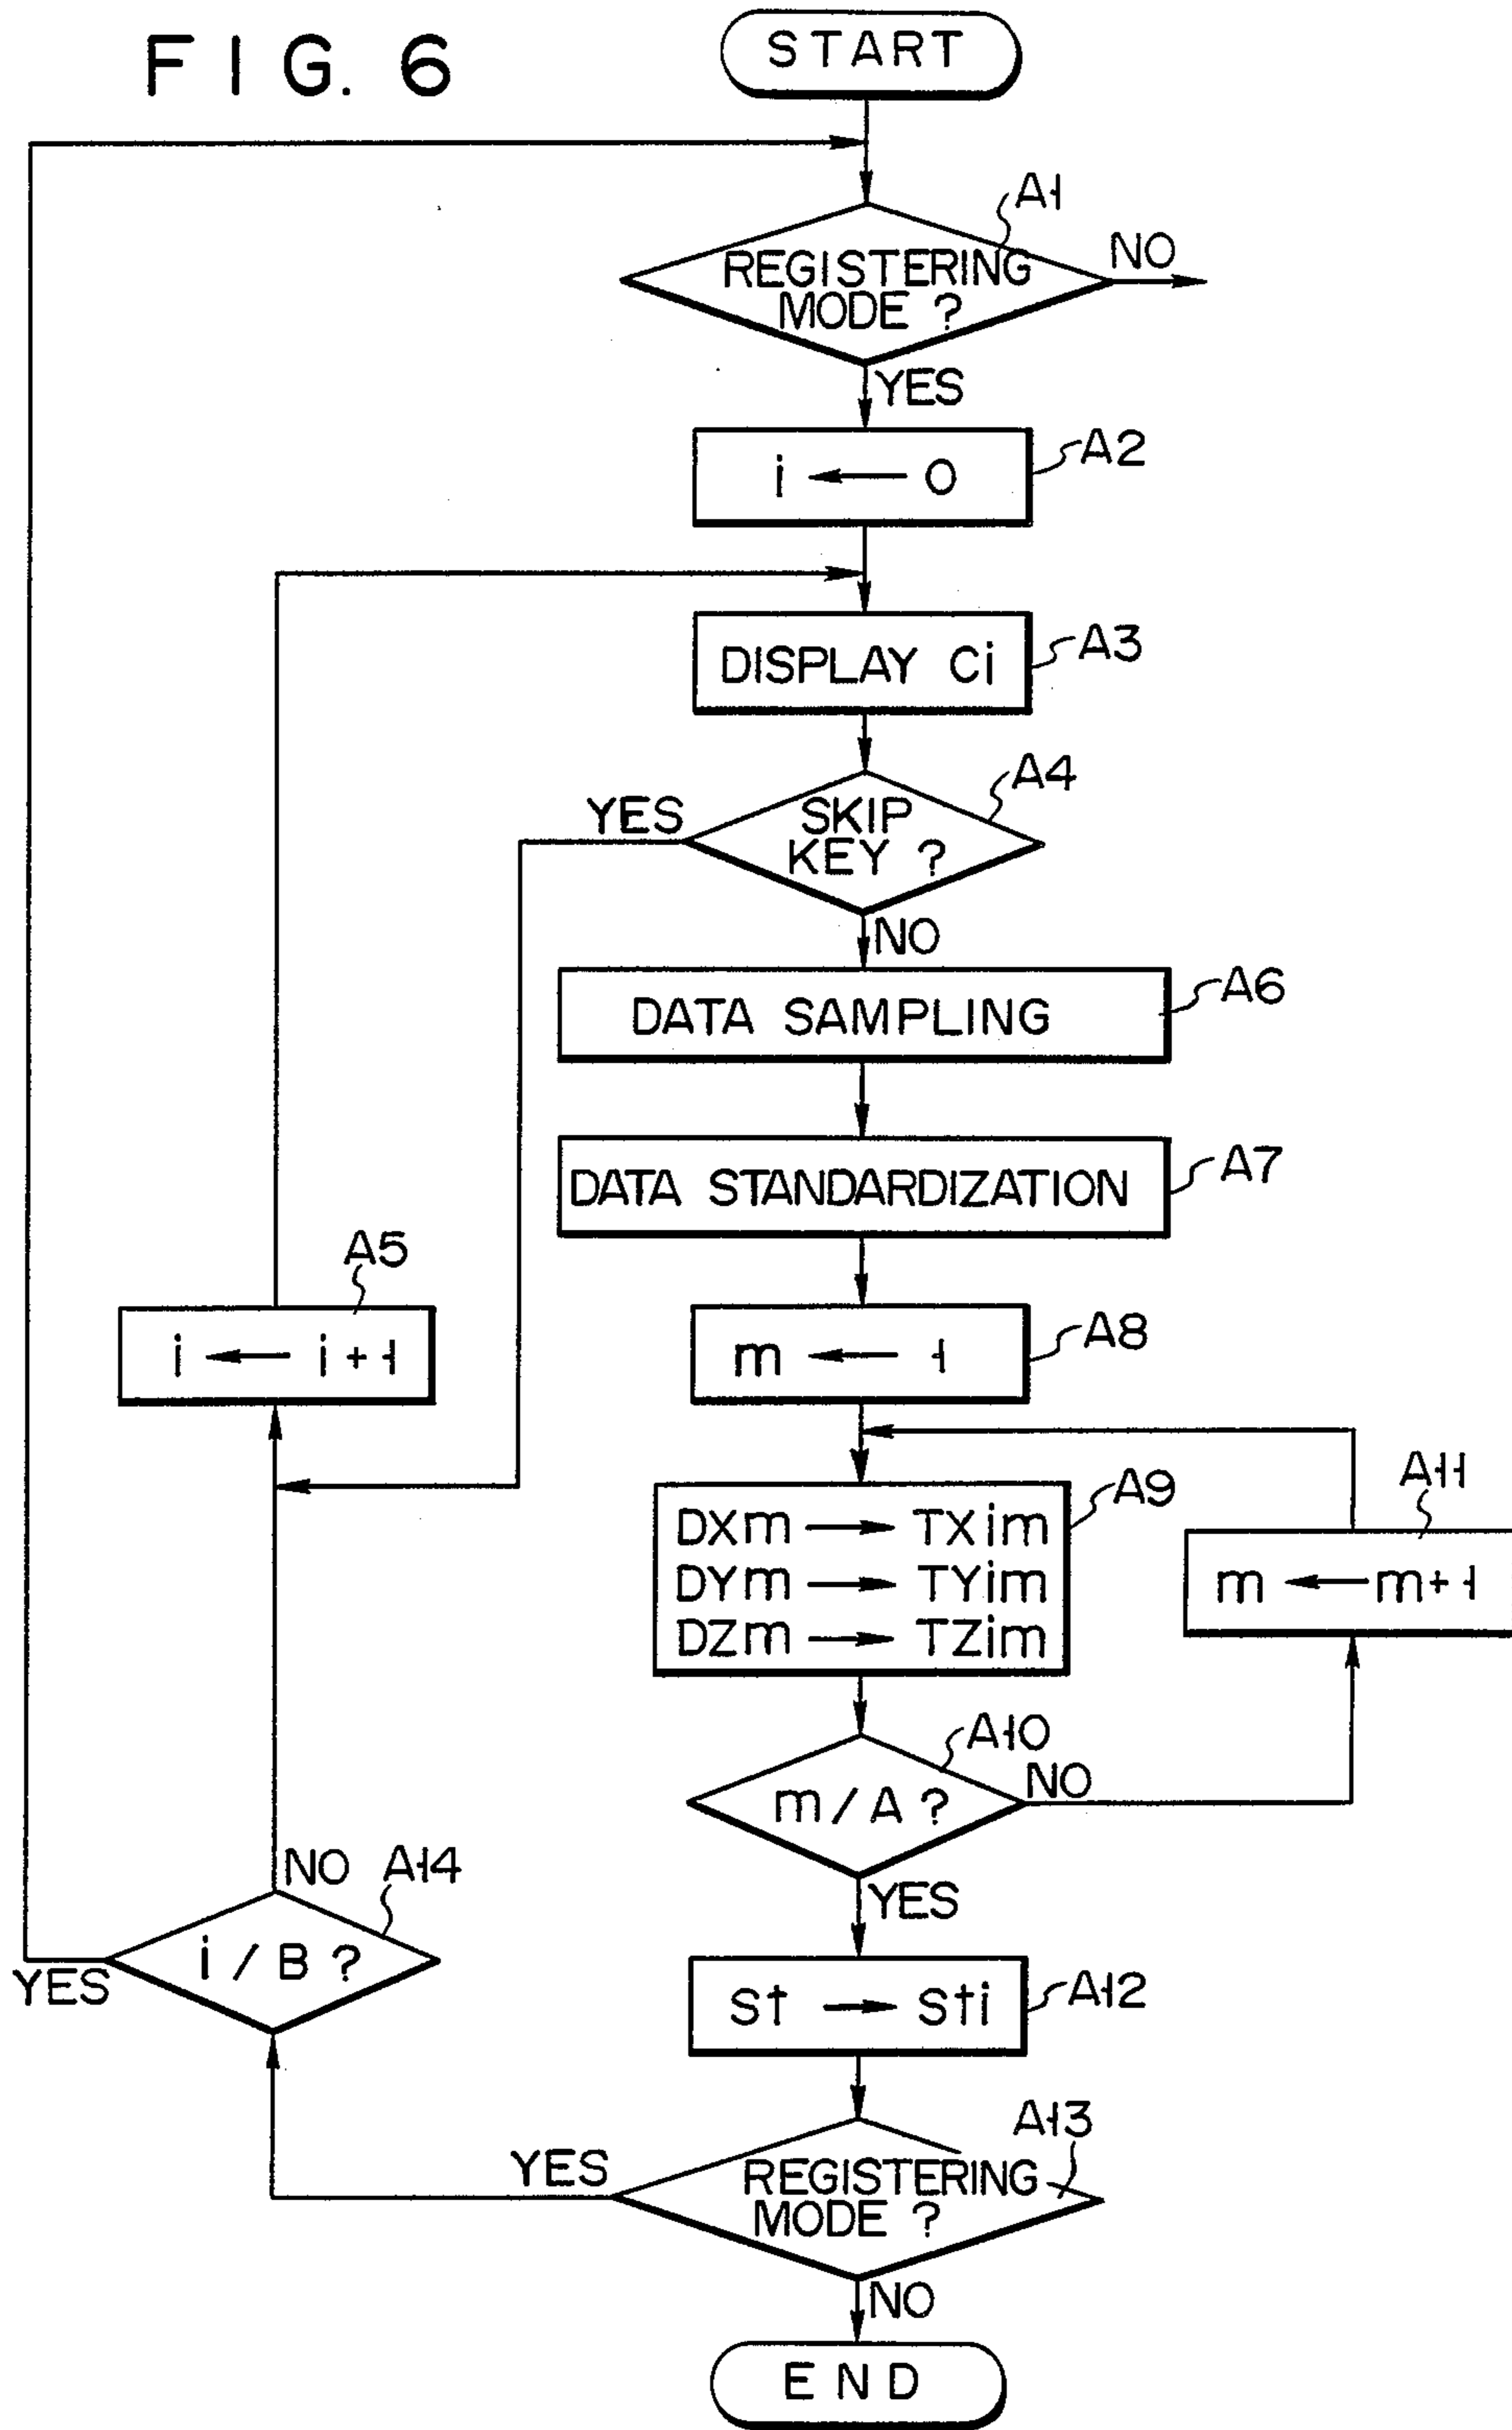 FIG. 6
START
A1
REGISTERING
MODE ?
NO
YES
A2
i ← 0
A3
DISPLAY Ci
A4
SKIP
KEY ?
YES
NO
A6
DATA SAMPLING
A7
DATA STANDARDIZATION
A5
i ← i+1
A8
m ← 1
A9
DXm → TXim
DYm → TYim
DZm → TZim
A11
m ← m+1
A10
m / A ?
NO
YES
A14
NO
i / B ?
YES
A12
St → Sti
A13
REGISTERING
MODE ?
YES
NO
END